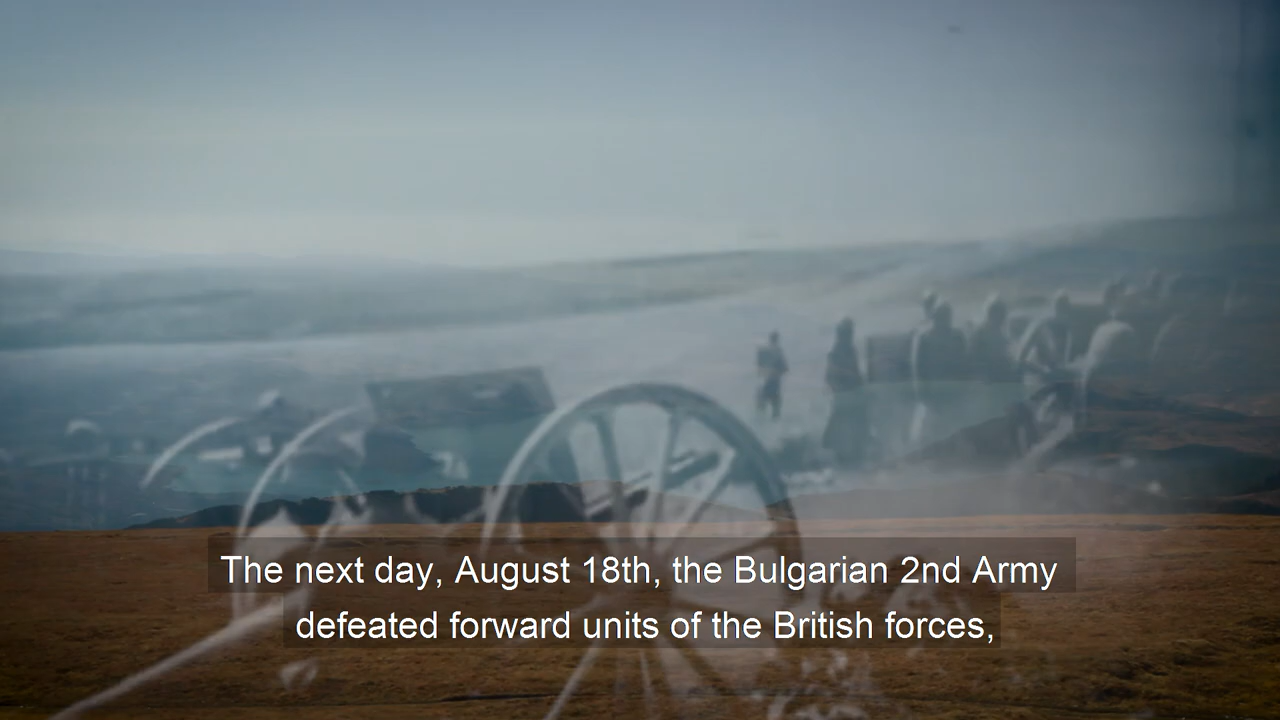 The next day, August 18th, the Bulgarian 2nd Army
defeated forward units of the British forces,